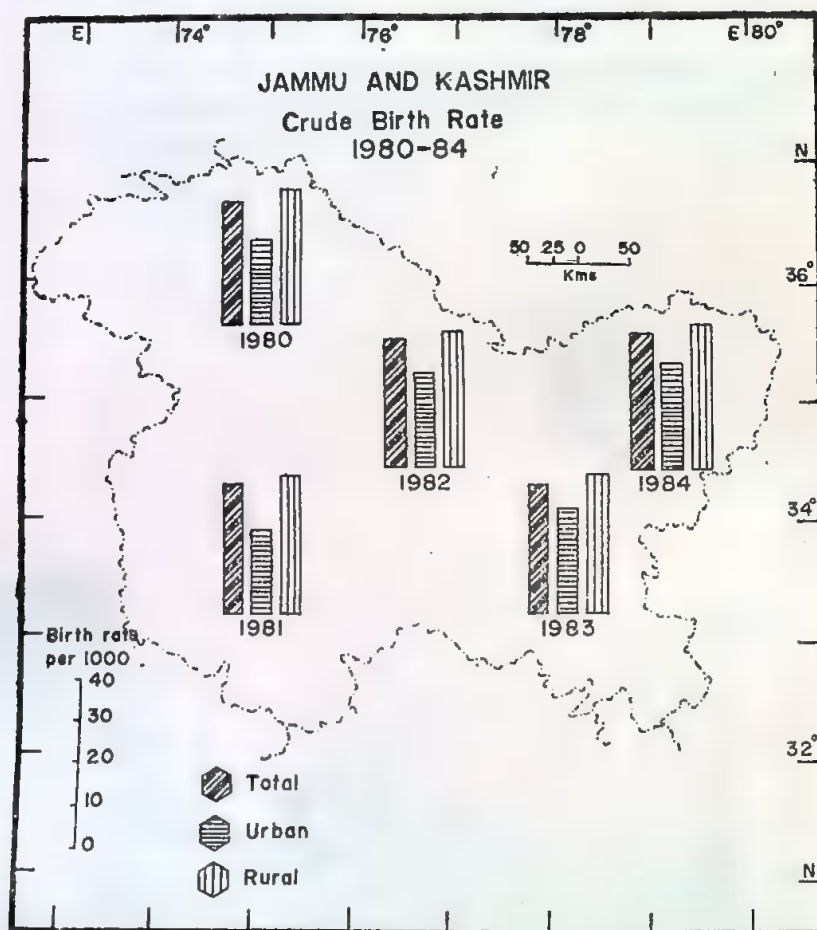 E 74° 76° 78° E 80°
JAMMU AND KASHMIR
Crude Birth Rate
1980-84
N
50 25 0 50
Kms
36°
1980
1982
1984
34°
1981
1983
Birth rate
per 1000
40
30
20
10
0
32°
Total
Urban
Rural
N